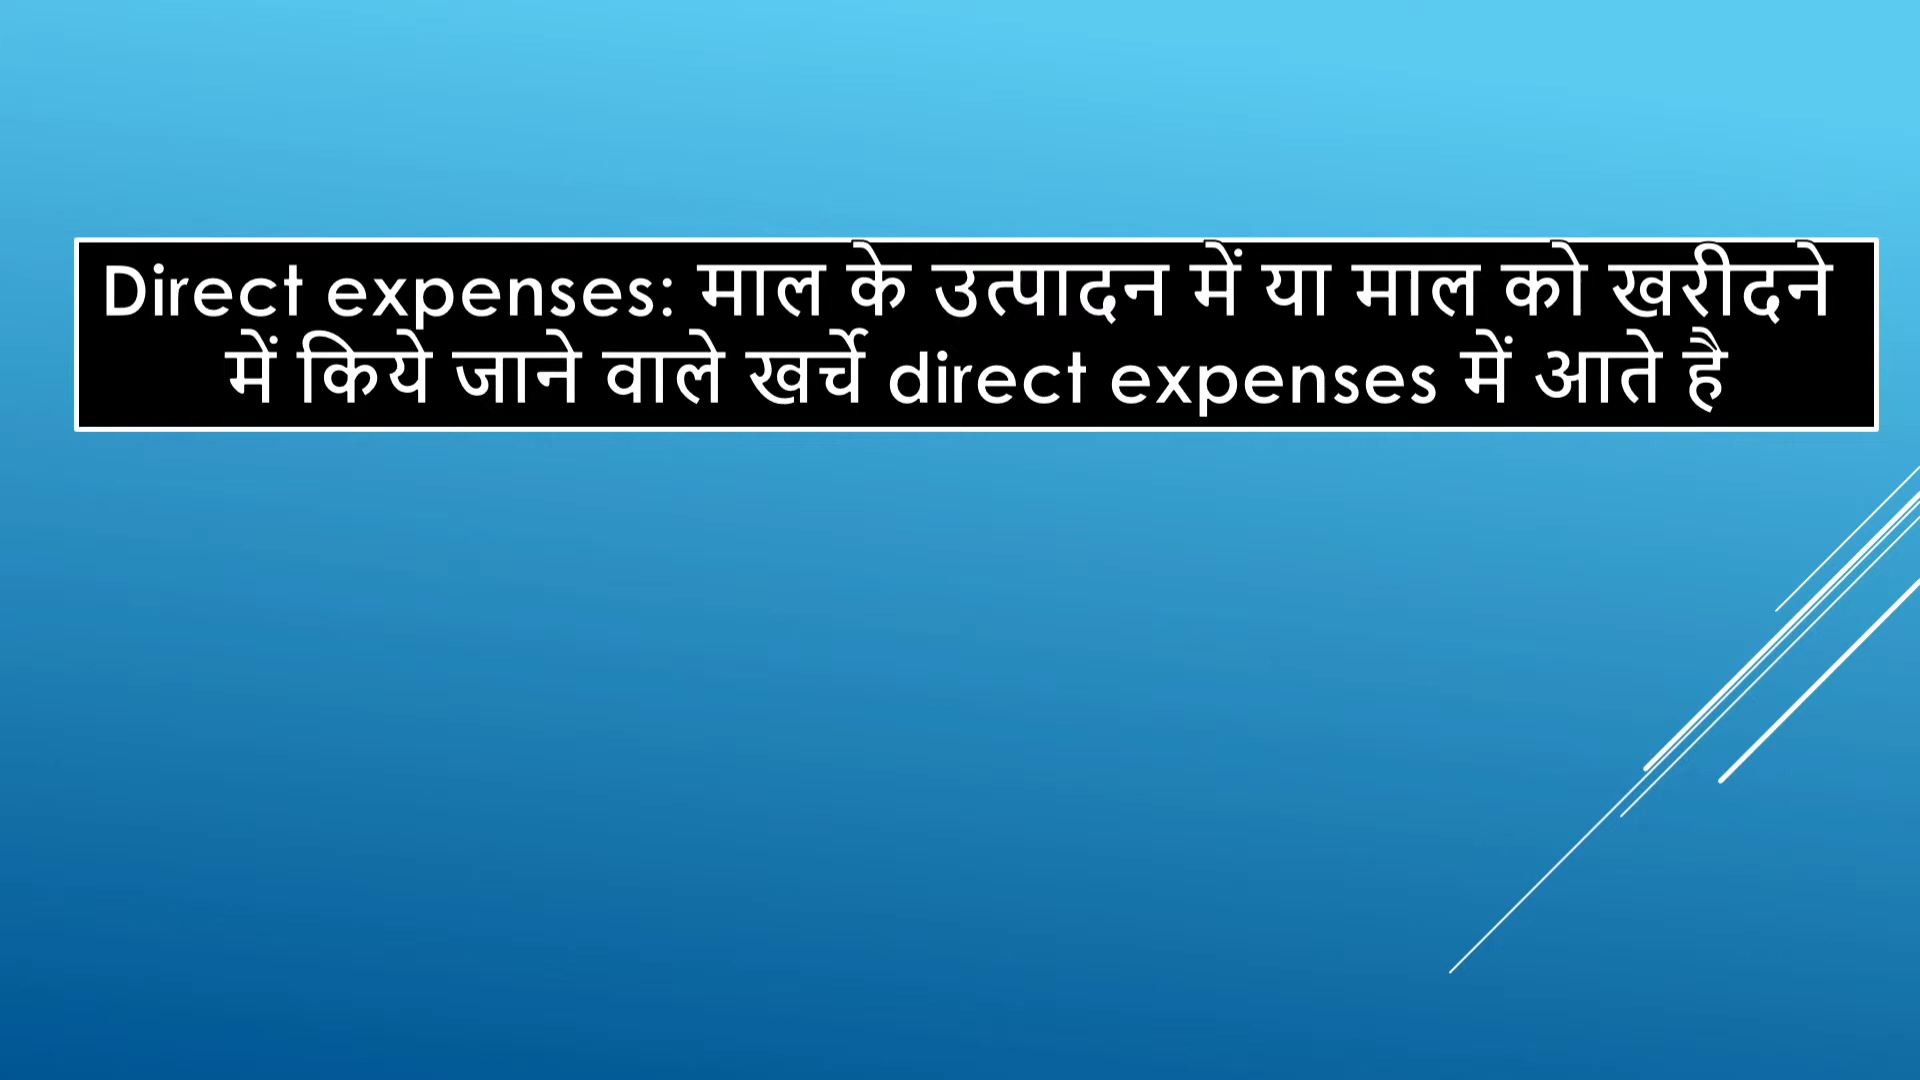 Direct expenses: माल के उत्पादन में या माल को खरीदने
में किये जाने वाले खर्चे direct expenses में आते है